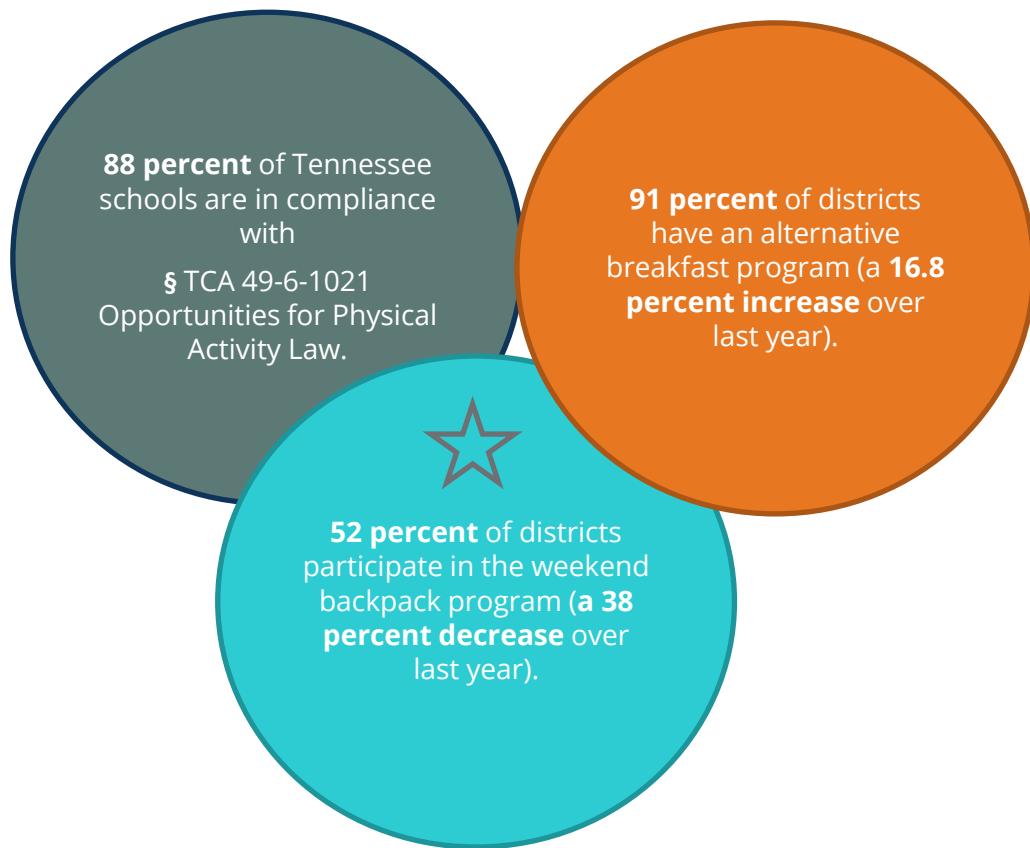 88 percent of Tennessee
schools are in compliance
with
§ TCA 49-6-1021
Opportunities for Physical
Activity Law.
91 percent of districts
have an alternative
breakfast program (a 16.8
percent increase over
last year).
52 percent of districts
participate in the weekend
backpack program (a 38
percent decrease over
last year).